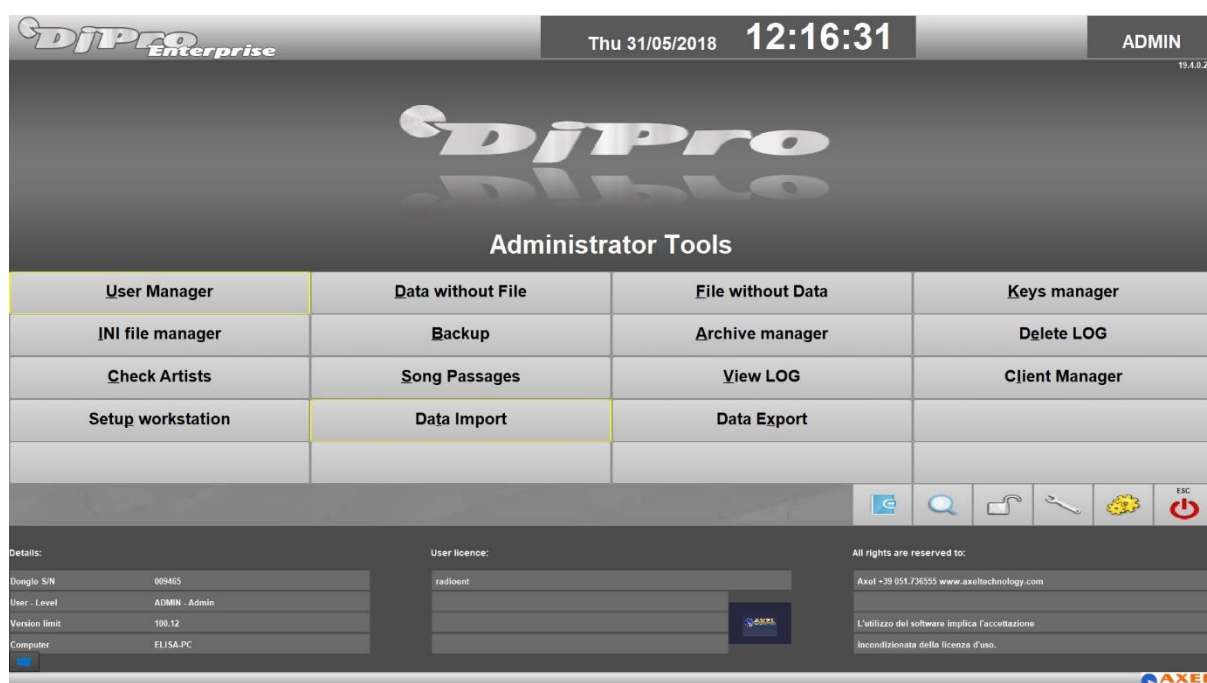 DjPro Enterprise
Thu 31/05/2018 12:16:31
ADMIN
19.4.0.2
DjPro
Administrator Tools
User Manager
Data without File
File without Data
Keys manager
INI file manager
Backup
Archive manager
Delete LOG
Check Artists
Song Passages
View LOG
Client Manager
Setup workstation
Data Import
Data Export
ESC
Details:
User licence:
All rights are reserved to:
Dongle S/N 009465
radioent
Axel +39 051.736555 www.axeltechnology.com
User - Level ADMIN - Admin
Version limit 100.12
AXEL
L'utilizzo del software implica l'accettazione
Computer ELISA-PC
incondizionata della licenza d'uso.
AXEL